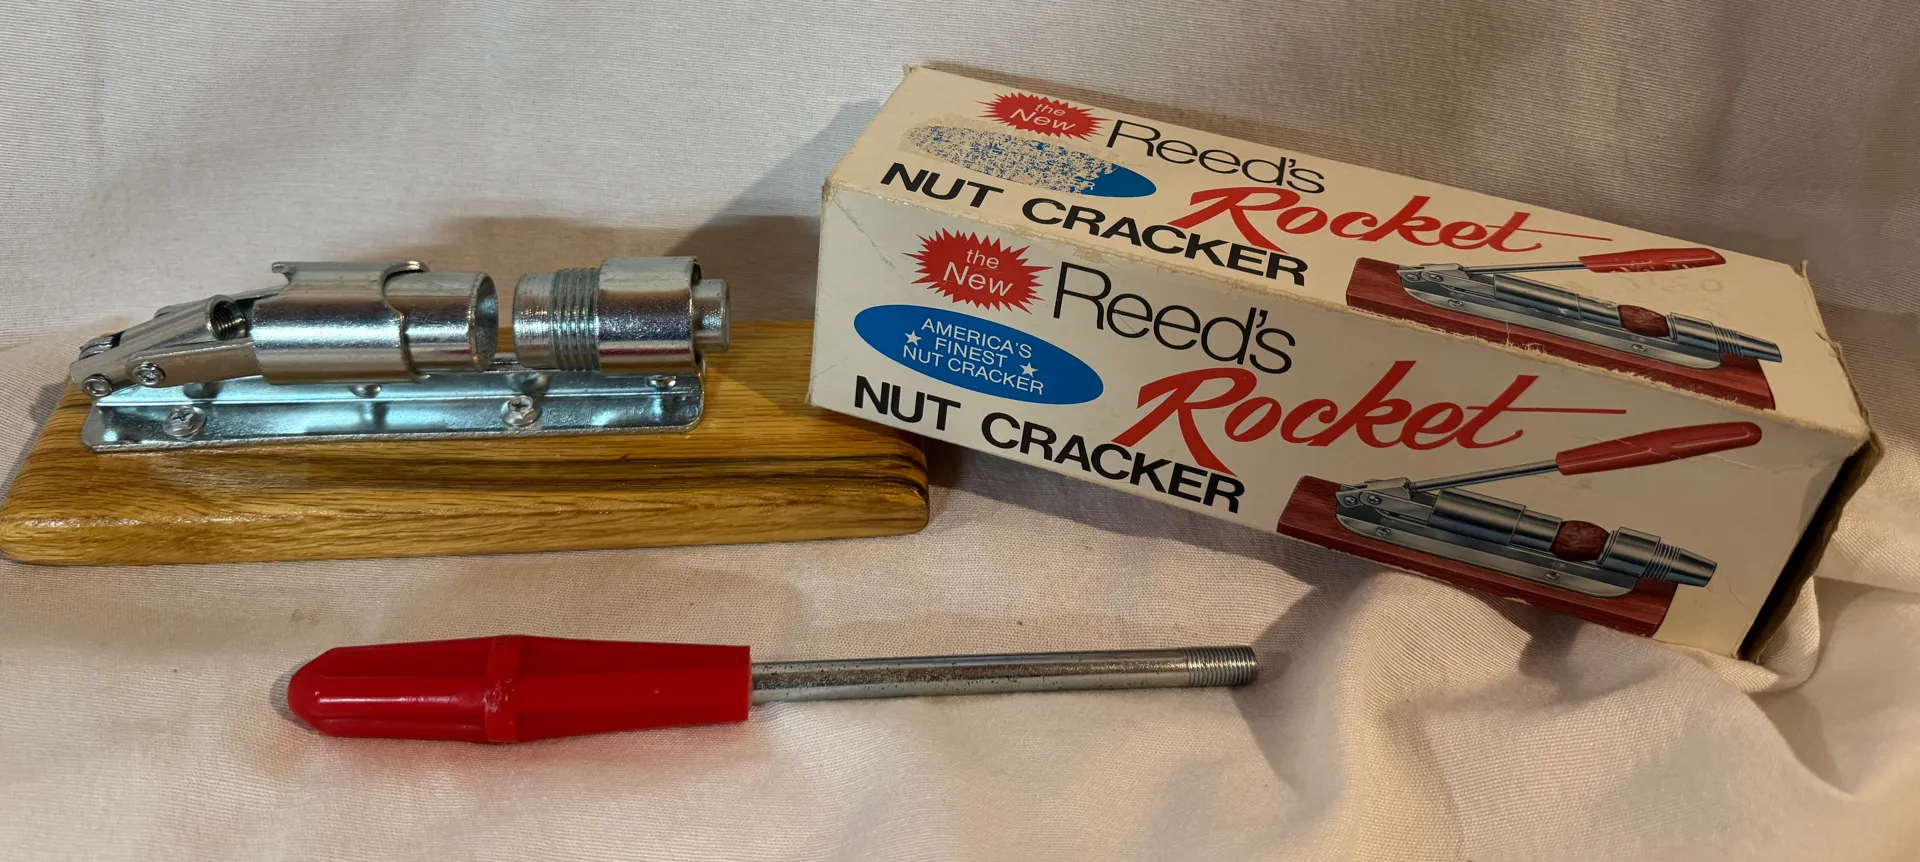 the
New
Reed's
Rocket
NUT CRACKER
the
New
Reed's
AMERICA'S
FINEST
NUT CRACKER
Rocket
NUT CRACKER